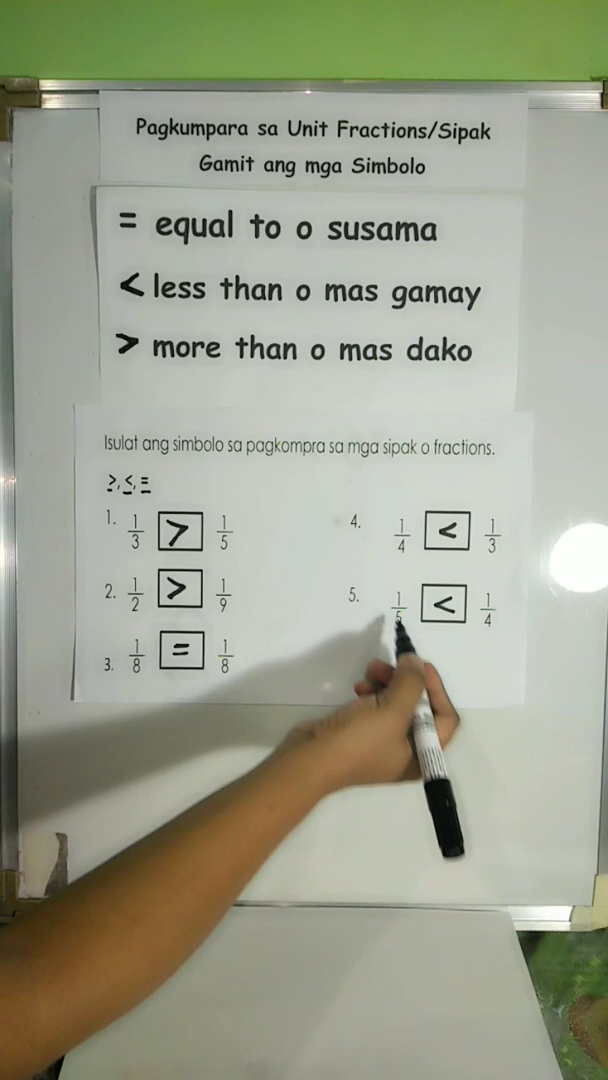 Pagkumpara sa Unit Fractions/Sipak
Gamit ang mga Simbolo
= equal to o susama
< less than o mas gamay
> more than o mas dako
Isulat ang simbolo sa pagkompra sa mga sipak o fractions.
>, <, =
1. 1/3 > 1/5
2. 1/2 > 1/9
3. 1/8 = 1/8
4. 1/4 < 1/3
5. 1/5 < 1/4